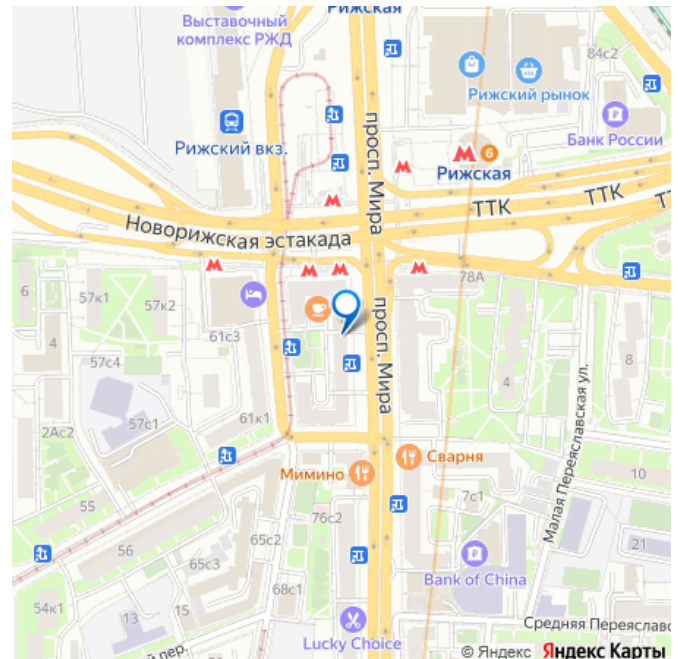 Рижская
Выставочный
комплекс РЖД
84с2
Рижский рынок
просп. Мира
Банк России
Рижский вкз.
6
Рижская
ТТК
ТТК
Новорижская эстакада
78А
6
57к1
57к2
4
61с3
просп. Мира
57с4
4
8
57с1
61к1
2Ас2
Малая Переяславская ул.
Сварня
Мимино
10
7с1
55
76с2
65с2
56
21
65с3
Bank of China
68с1
54к1
15
13
Средняя Переяславс
й пер.
Lucky Choice
© Яндекс Яндекс Карты